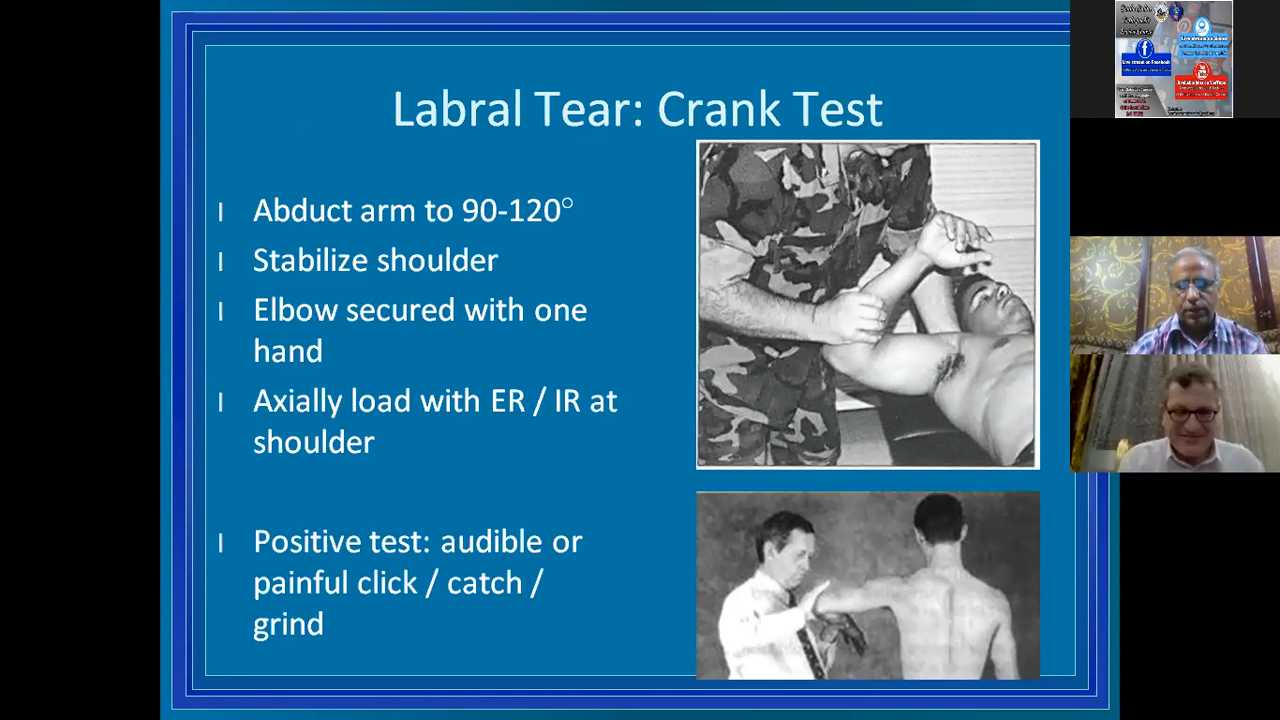 Labral Tear: Crank Test
l Abduct arm to 90-120°
l Stabilize shoulder
l Elbow secured with one
hand
l Axially load with ER / IR at
shoulder
l Positive test: audible or
painful click / catch /
grind